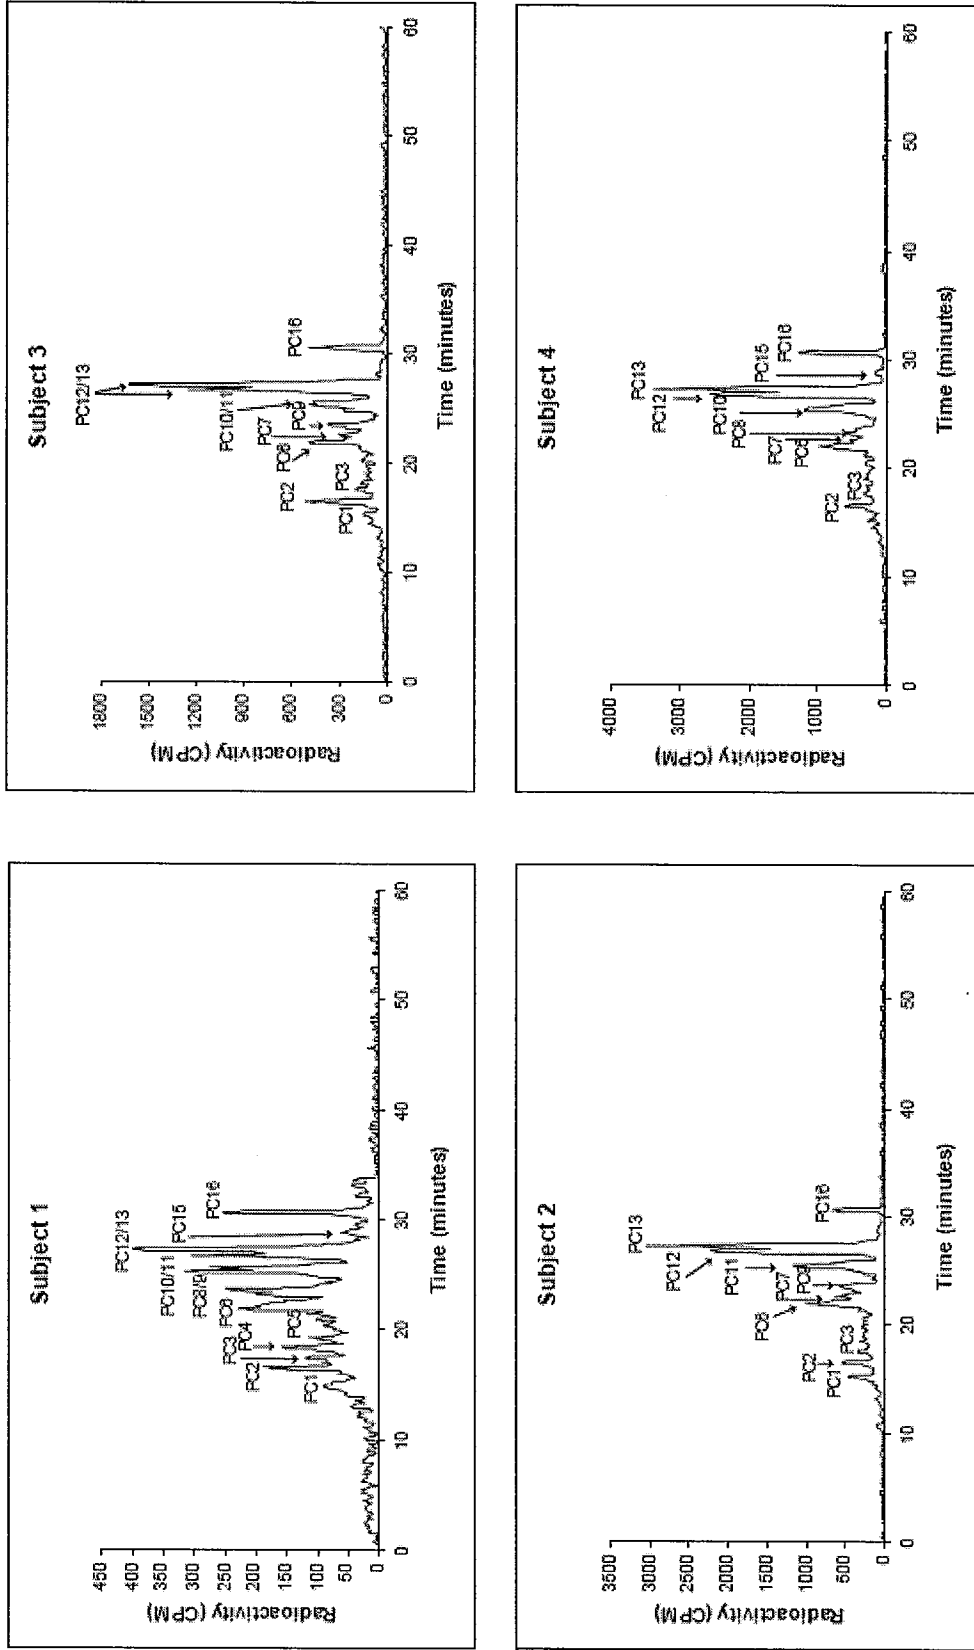 Subject 1
Radioactivity (CPM)
450
400
350
300
250
200
150
100
50
0
PC1
PC2
PC3
PC4
PC5
PC6
PC8/9
PC10/11
PC12/13
PC15
PC16
0
10
20
30
40
50
60
Time (minutes)
Subject 3
Radioactivity (CPM)
1800
1500
1200
900
600
300
0
PC1
PC2
PC3
PC7
PC9
PC10/11
PC12/13
PC16
0
10
20
30
40
50
60
Time (minutes)
Subject 2
Radioactivity (CPM)
3500
3000
2500
2000
1500
1000
500
0
PC1
PC2
PC3
PC6
PC7
PC9
PC11
PC12
PC13
PC16
0
10
20
30
40
50
60
Time (minutes)
Subject 4
Radioactivity (CPM)
4000
3000
2000
1000
0
PC2
PC3
PC7
PC10
PC12
PC13
PC15
PC16
0
10
20
30
40
50
60
Time (minutes)